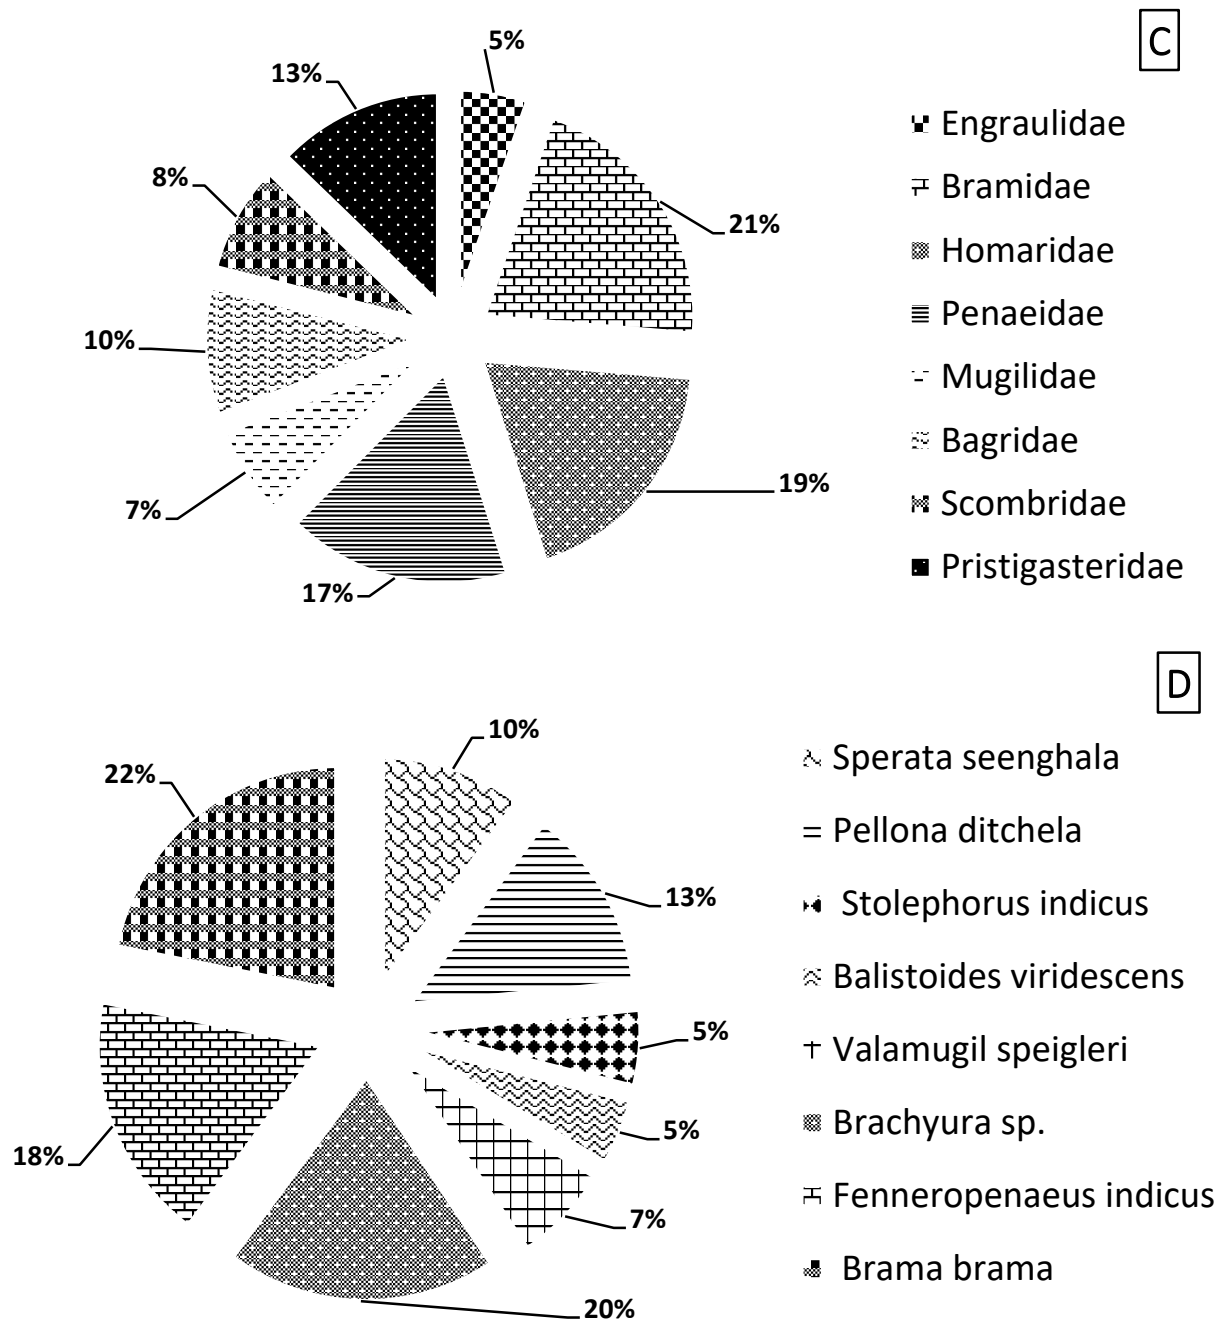 C
5%
13%
8%
21%
10%
19%
7%
17%
Engraulidae
Bramidae
Homaridae
Penaeidae
Mugilidae
Bagridae
Scombridae
Pristigasteridae
D
10%
22%
13%
5%
5%
18%
7%
20%
Sperata seenghala
Pellona ditchela
Stolephorus indicus
Balistoides viridescens
Valamugil speigleri
Brachyura sp.
Fenneropenaeus indicus
Brama brama